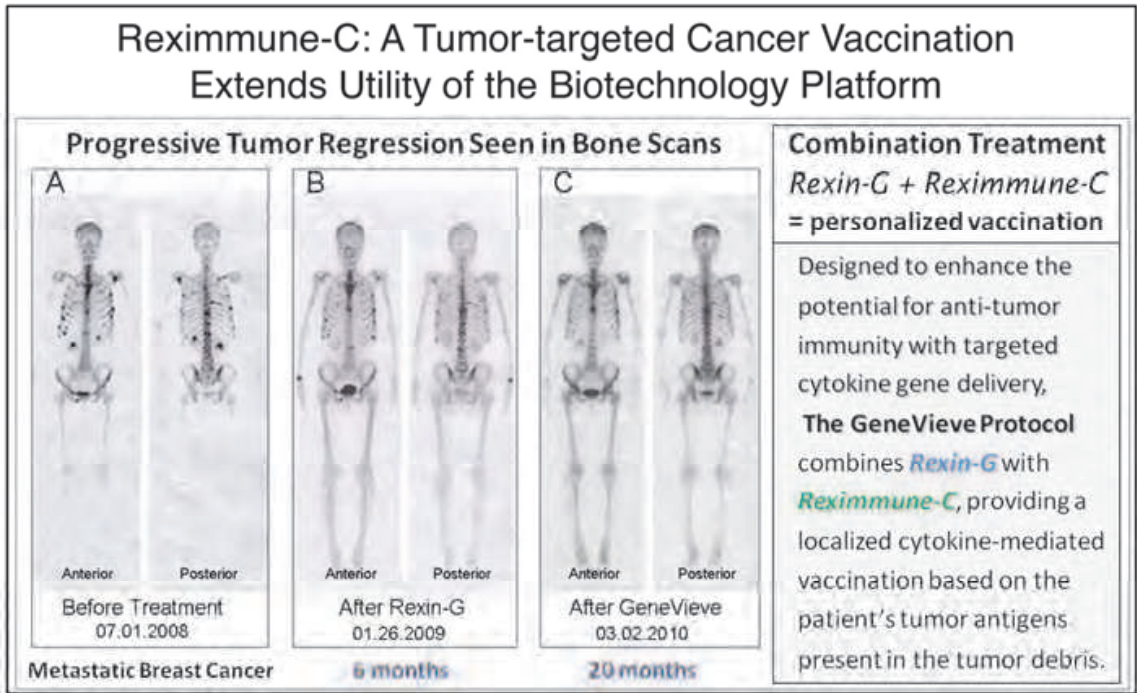 Reximmune-C: A Tumor-targeted Cancer Vaccination
Extends Utility of the Biotechnology Platform
Progressive Tumor Regression Seen in Bone Scans
A
B
C
Anterior
Posterior
Anterior
Posterior
Anterior
Posterior
Before Treatment
07.01.2008
After Rexin-G
01.26.2009
After GeneVieve
03.02.2010
Metastatic Breast Cancer
6 months
20 months
Combination Treatment
Rexin-G + Reximmune-C
= personalized vaccination
Designed to enhance the
potential for anti-tumor
immunity with targeted
cytokine gene delivery,
The GeneVieve Protocol
combines Rexin-G with
Reximmune-C, providing a
localized cytokine-mediated
vaccination based on the
patient's tumor antigens
present in the tumor debris.